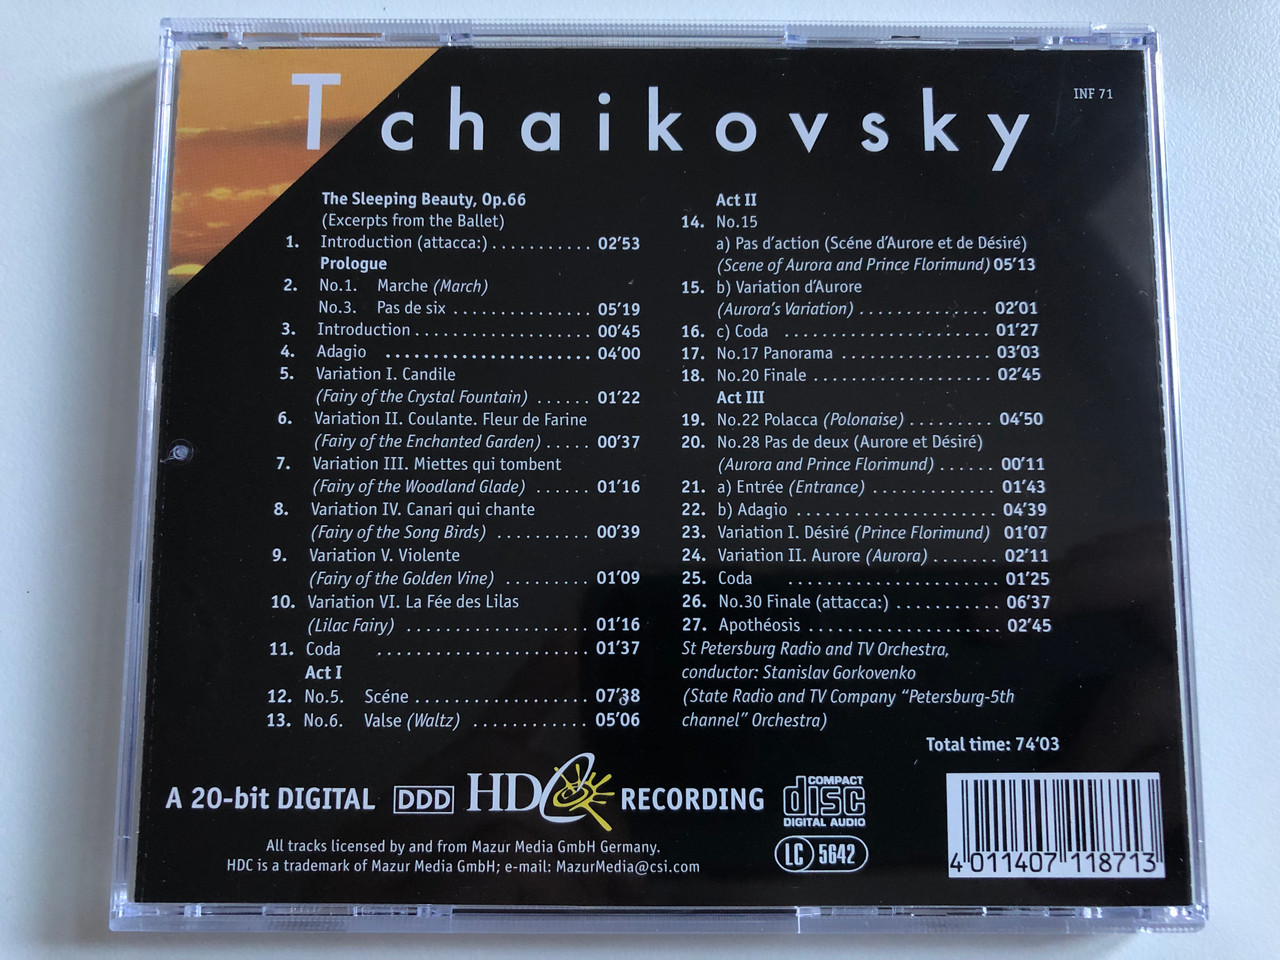 Tchaikovsky
INF 71
The Sleeping Beauty, Op.66
(Excerpts from the Ballet)
1. Introduction (attacca:) ........... 02'53
Prologue
2. No.1. Marche (March)
No.3. Pas de six ............... 05'19
3. Introduction ................... 00'45
4. Adagio ....................... 04'00
5. Variation I. Candile
(Fairy of the Crystal Fountain) ...... 01'22
6. Variation II. Coulante. Fleur de Farine
(Fairy of the Enchanted Garden) ..... 00'37
7. Variation III. Miettes qui tombent
(Fairy of the Woodland Glade) ...... 01'16
8. Variation IV. Canari qui chante
(Fairy of the Song Birds) .......... 00'39
9. Variation V. Violente
(Fairy of the Golden Vine) ......... 01'09
10. Variation VI. La Fée des Lilas
(Lilac Fairy) .................... 01'16
11. Coda ....................... 01'37
Act I
12. No.5. Scéne ................... 07'38
13. No.6. Valse (Waltz) ............ 05'06
Act II
14. No.15
a) Pas d'action (Scéne d'Aurore et de Désiré)
(Scene of Aurora and Prince Florimund) 05'13
15. b) Variation d'Aurore
(Aurora's Variation) .............. 02'01
16. c) Coda ...................... 01'27
17. No.17 Panorama ................ 03'03
18. No.20 Finale .................... 02'45
Act III
19. No.22 Polacca (Polonaise) ......... 04'50
20. No.28 Pas de deux (Aurore et Désiré)
(Aurora and Prince Florimund) ...... 00'11
21. a) Entrée (Entrance) ............. 01'43
22. b) Adagio ...................... 04'39
23. Variation I. Désiré (Prince Florimund) 01'07
24. Variation II. Aurore (Aurora) ....... 02'11
25. Coda ........................ 01'25
26. No.30 Finale (attacca:) ........... 06'37
27. Apothéosis ...................... 02'45
St Petersburg Radio and TV Orchestra,
conductor: Stanislav Gorkovenko
(State Radio and TV Company "Petersburg-5th
channel" Orchestra)
Total time: 74'03
A 20-bit DIGITAL DDD HDC RECORDING
COMPACT
disc
DIGITAL AUDIO
LC 5642
All tracks licensed by and from Mazur Media GmbH Germany.
HDC is a trademark of Mazur Media GmbH; e-mail: MazurMedia@csi.com
4 011407 118713